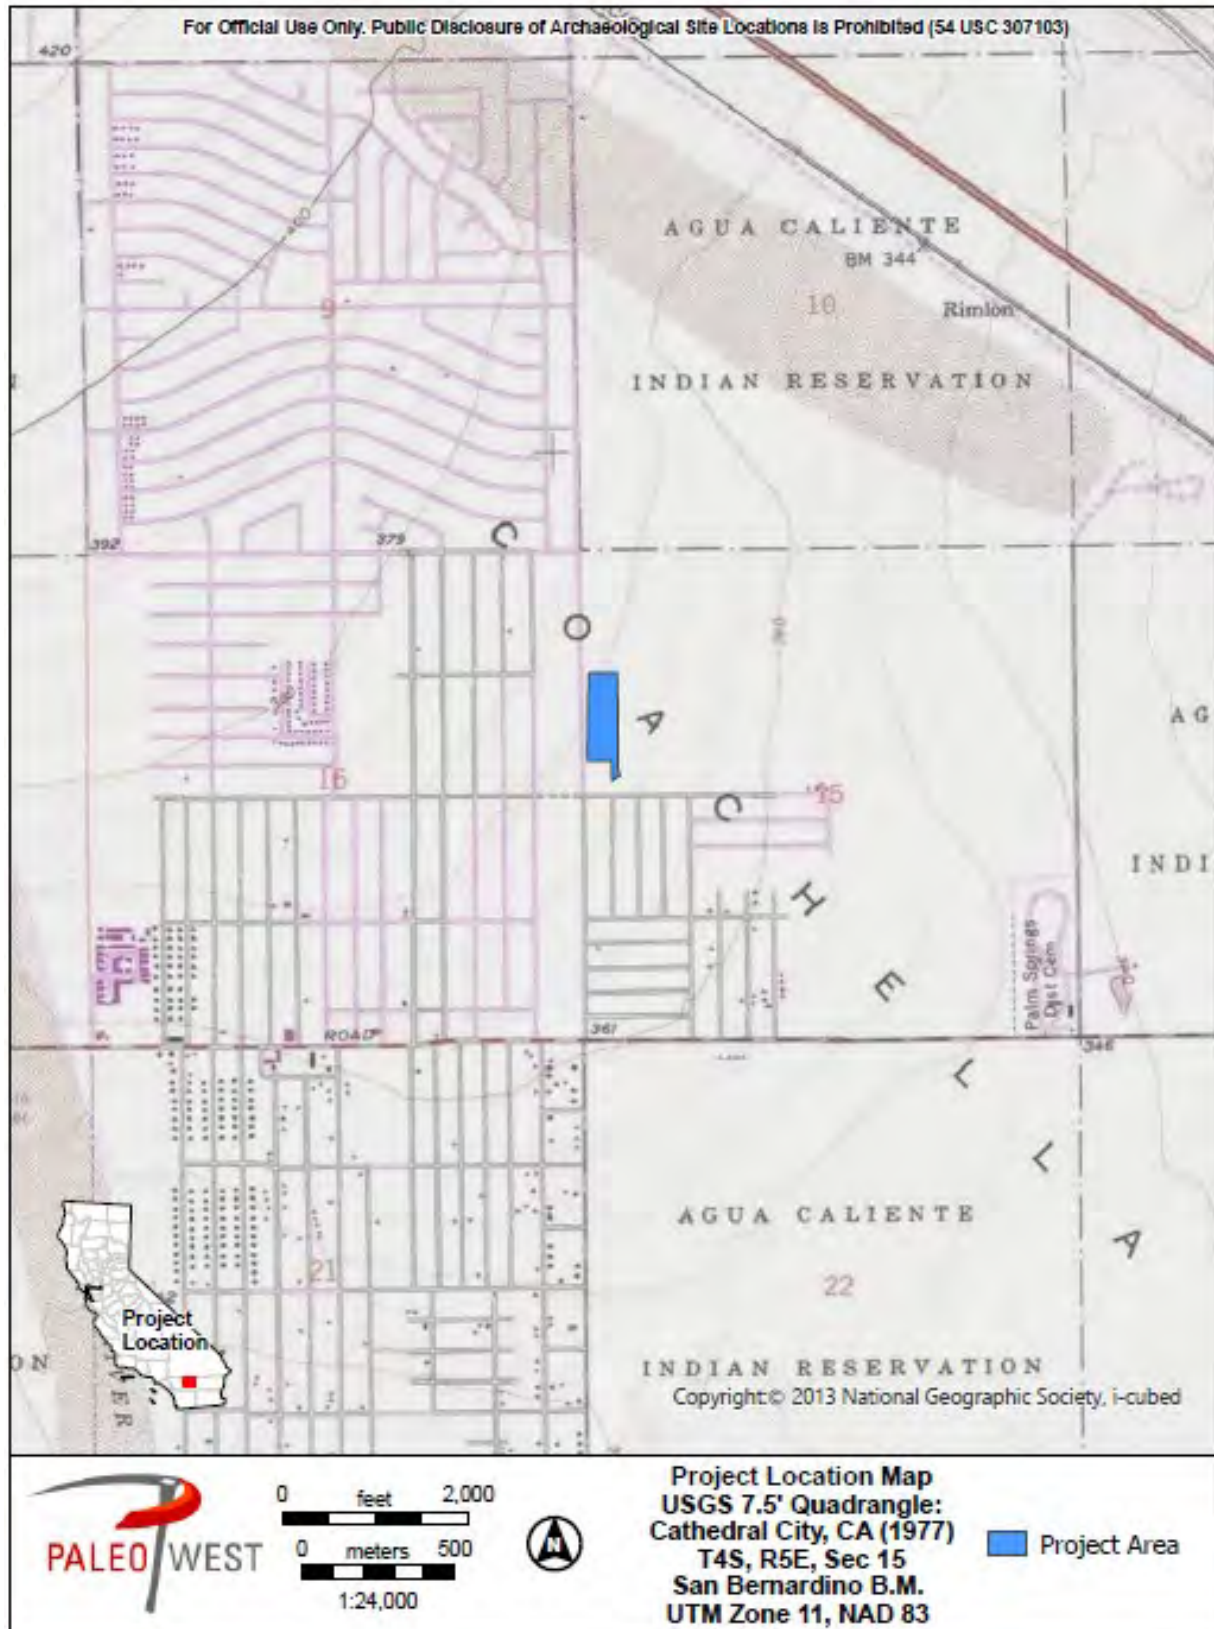 For Official Use Only. Public Disclosure of Archaeological Site Locations is Prohibited (54 USC 307103)
420
400
AGUA CALIENTE
BM 344
9
10
Rimlon
INDIAN RESERVATION
392
379
C
O
A
C
H
E
L
L
A
360
AG
16
15
INDI
Palm Springs
Dist Cem
ROAD
361
346
AGUA CALIENTE
21
22
Project
Location
ON
VER
INDIAN RESERVATION
Copyright:© 2013 National Geographic Society, i-cubed
PALEO WEST
0 feet 2,000
0 meters 500
1:24,000
N
Project Location Map
USGS 7.5' Quadrangle:
Cathedral City, CA (1977)
T4S, R5E, Sec 15
San Bernardino B.M.
UTM Zone 11, NAD 83
Project Area